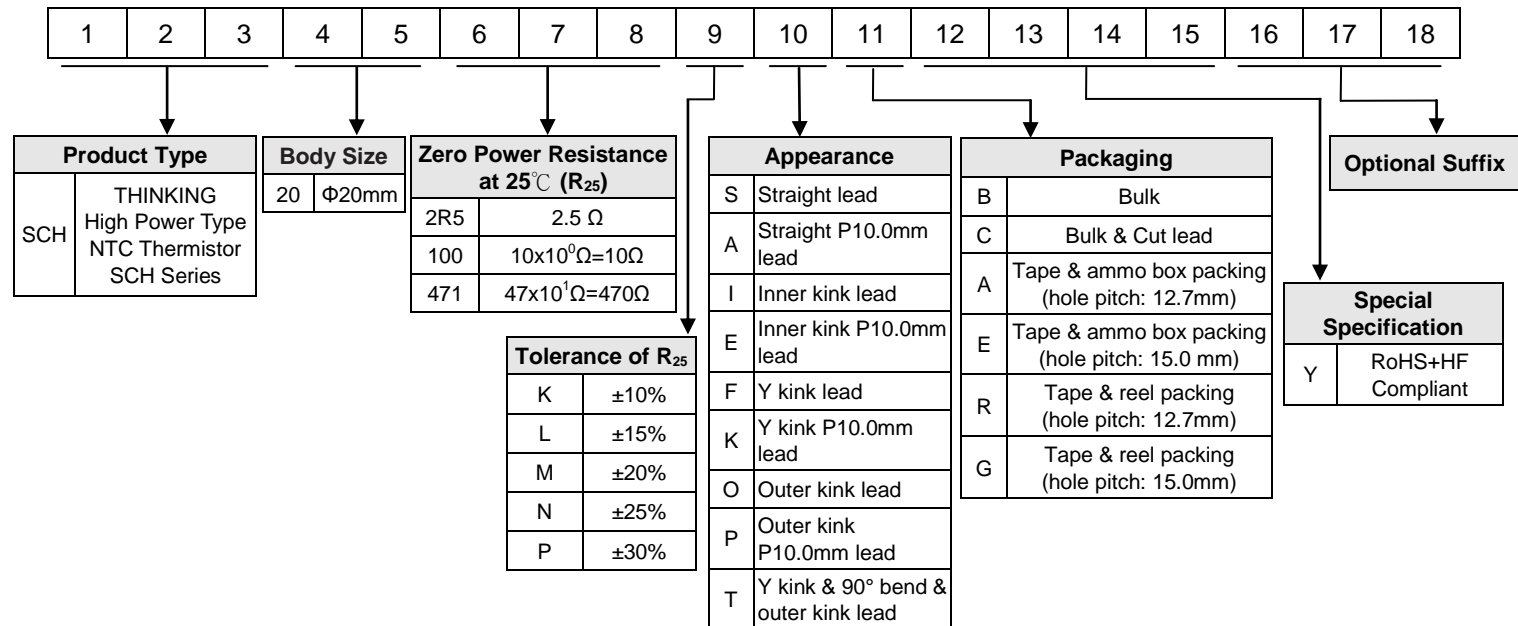 1 2 3 4 5 6 7 8 9 10 11 12 13 14 15 16 17 18
Product Type
SCH
THINKING
High Power Type
NTC Thermistor
SCH Series
Body Size
20 Φ20mm
Zero Power Resistance
at 25℃ (R₂₅)
2R5 2.5 Ω
100 10x10⁰Ω=10Ω
471 47x10¹Ω=470Ω
Tolerance of R₂₅
K ±10%
L ±15%
M ±20%
N ±25%
P ±30%
Appearance
S Straight lead
A Straight P10.0mm
lead
I Inner kink lead
E Inner kink P10.0mm
lead
F Y kink lead
K Y kink P10.0mm
lead
O Outer kink lead
P Outer kink
P10.0mm lead
T Y kink & 90° bend &
outer kink lead
Packaging
B Bulk
C Bulk & Cut lead
A Tape & ammo box packing
(hole pitch: 12.7mm)
E Tape & ammo box packing
(hole pitch: 15.0 mm)
R Tape & reel packing
(hole pitch: 12.7mm)
G Tape & reel packing
(hole pitch: 15.0mm)
Special
Specification
Y RoHS+HF
Compliant
Optional Suffix